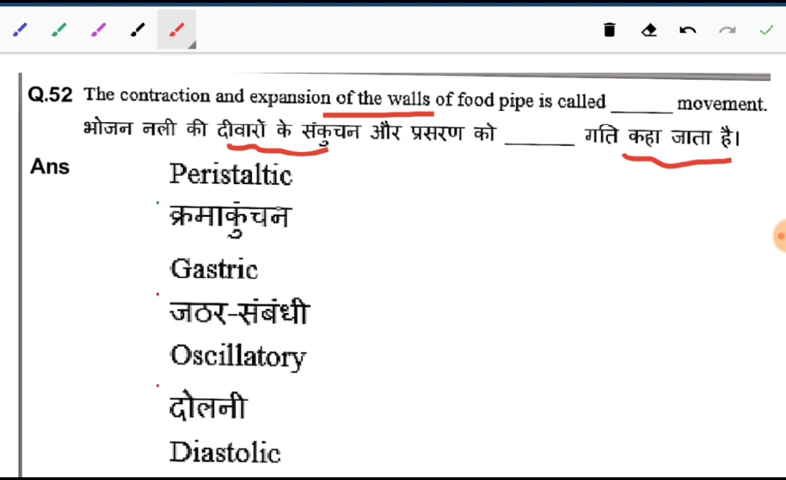 Q.52 The contraction and expansion of the walls of food pipe is called ______ movement.
भोजन नली की दीवारों के संकुचन और प्रसरण को ______ गति कहा जाता है।
Ans Peristaltic
क्रमाकुंचन
Gastric
जठर-संबंधी
Oscillatory
दोलनी
Diastolic